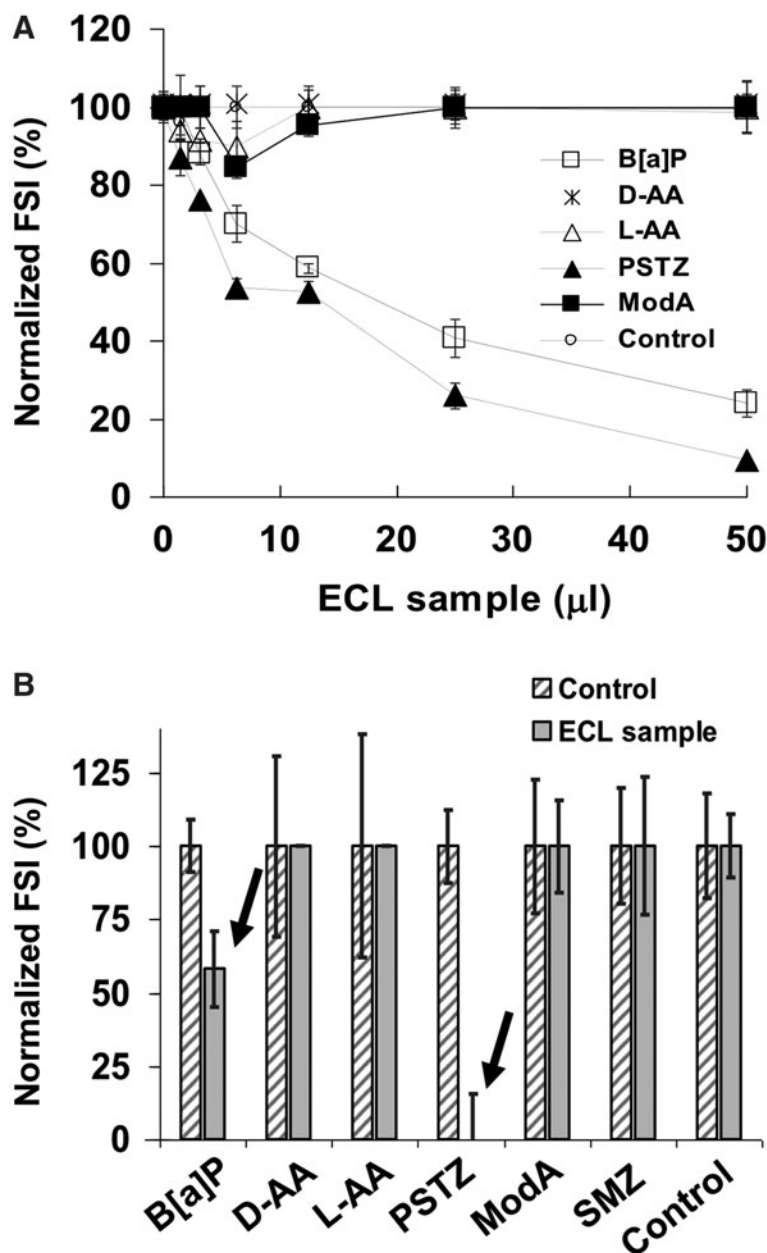 A
Normalized FSI (%)
120
100
80
60
40
20
0
B[a]P
D-AA
L-AA
PSTZ
ModA
Control
0 10 20 30 40 50
ECL sample (µl)
B
Control
ECL sample
Normalized FSI (%)
125
100
75
50
25
0
B[a]P D-AA L-AA PSTZ ModA SMZ Control